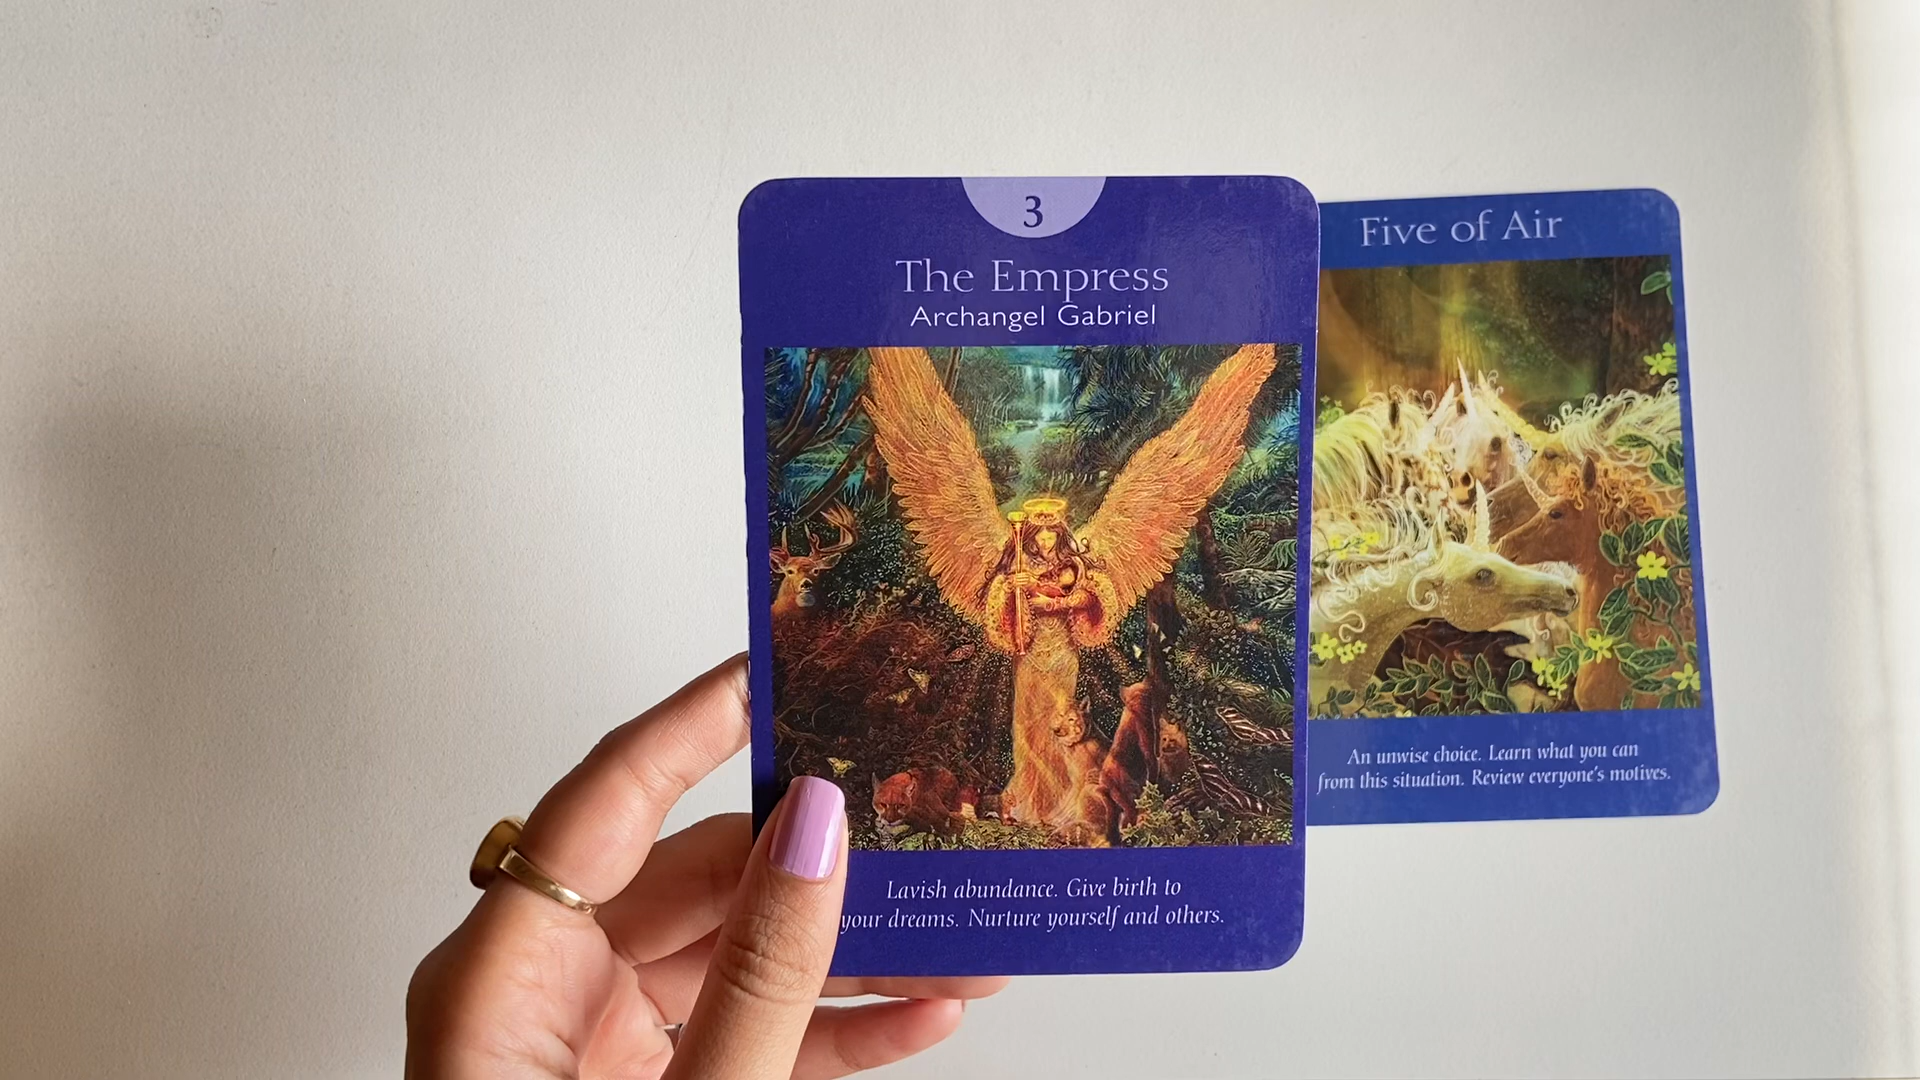 3
The Empress
Archangel Gabriel
Lavish abundance. Give birth to
your dreams. Nurture yourself and others.
Five of Air
An unwise choice. Learn what you can
from this situation. Review everyone's motives.